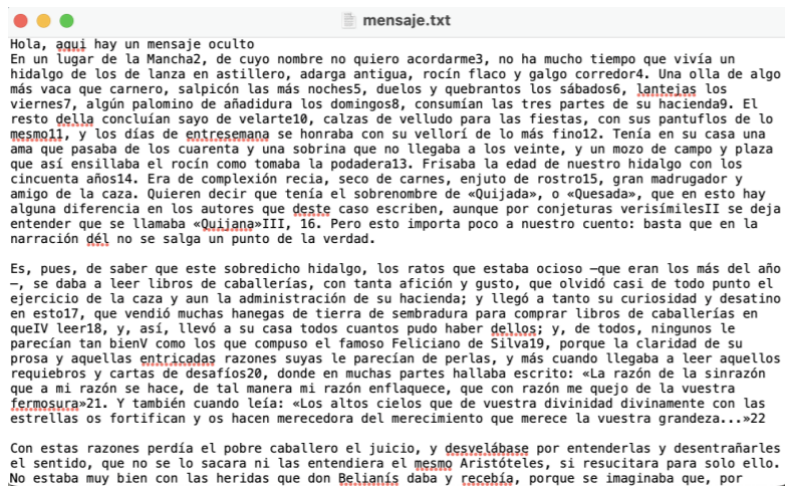 mensaje.txt
Hola, aqui hay un mensaje oculto
En un lugar de la Mancha2, de cuyo nombre no quiero acordarme3, no ha mucho tiempo que vivía un
hidalgo de los de lanza en astillero, adarga antigua, rocín flaco y galgo corredor4. Una olla de algo
más vaca que carnero, salpicón las más noches5, duelos y quebrantos los sábados6, lantejas los
viernes7, algún palomino de añadidura los domingos8, consumían las tres partes de su hacienda9. El
resto della concluían sayo de velarte10, calzas de velludo para las fiestas, con sus pantuflos de lo
mesmo11, y los días de entresemana se honraba con su vellorí de lo más fino12. Tenía en su casa una
ama que pasaba de los cuarenta y una sobrina que no llegaba a los veinte, y un mozo de campo y plaza
que así ensillaba el rocín como tomaba la podadera13. Frisaba la edad de nuestro hidalgo con los
cincuenta años14. Era de complexión recia, seco de carnes, enjuto de rostro15, gran madrugador y
amigo de la caza. Quieren decir que tenía el sobrenombre de «Quijada», o «Quesada», que en esto hay
alguna diferencia en los autores que deste caso escriben, aunque por conjeturas verisímilesII se deja
entender que se llamaba «Quijana»III, 16. Pero esto importa poco a nuestro cuento: basta que en la
narración dél no se salga un punto de la verdad.
Es, pues, de saber que este sobredicho hidalgo, los ratos que estaba ocioso —que eran los más del año
—, se daba a leer libros de caballerías, con tanta afición y gusto, que olvidó casi de todo punto el
ejercicio de la caza y aun la administración de su hacienda; y llegó a tanto su curiosidad y desatino
en esto17, que vendió muchas hanegas de tierra de sembradura para comprar libros de caballerías en
queIV leer18, y, así, llevó a su casa todos cuantos pudo haber dellos; y, de todos, ningunos le
parecían tan bienV como los que compuso el famoso Feliciano de Silva19, porque la claridad de su
prosa y aquellas entricadas razones suyas le parecían de perlas, y más cuando llegaba a leer aquellos
requiebros y cartas de desafíos20, donde en muchas partes hallaba escrito: «La razón de la sinrazón
que a mi razón se hace, de tal manera mi razón enflaquece, que con razón me quejo de la vuestra
fermosura»21. Y también cuando leía: «Los altos cielos que de vuestra divinidad divinamente con las
estrellas os fortifican y os hacen merecedora del merecimiento que merece la vuestra grandeza...»22
Con estas razones perdía el pobre caballero el juicio, y desvelábase por entenderlas y desentrañarles
el sentido, que no se lo sacara ni las entendiera el mesmo Aristóteles, si resucitara para solo ello.
No estaba muy bien con las heridas que don Belianís daba y recebía, porque se imaginaba que, por